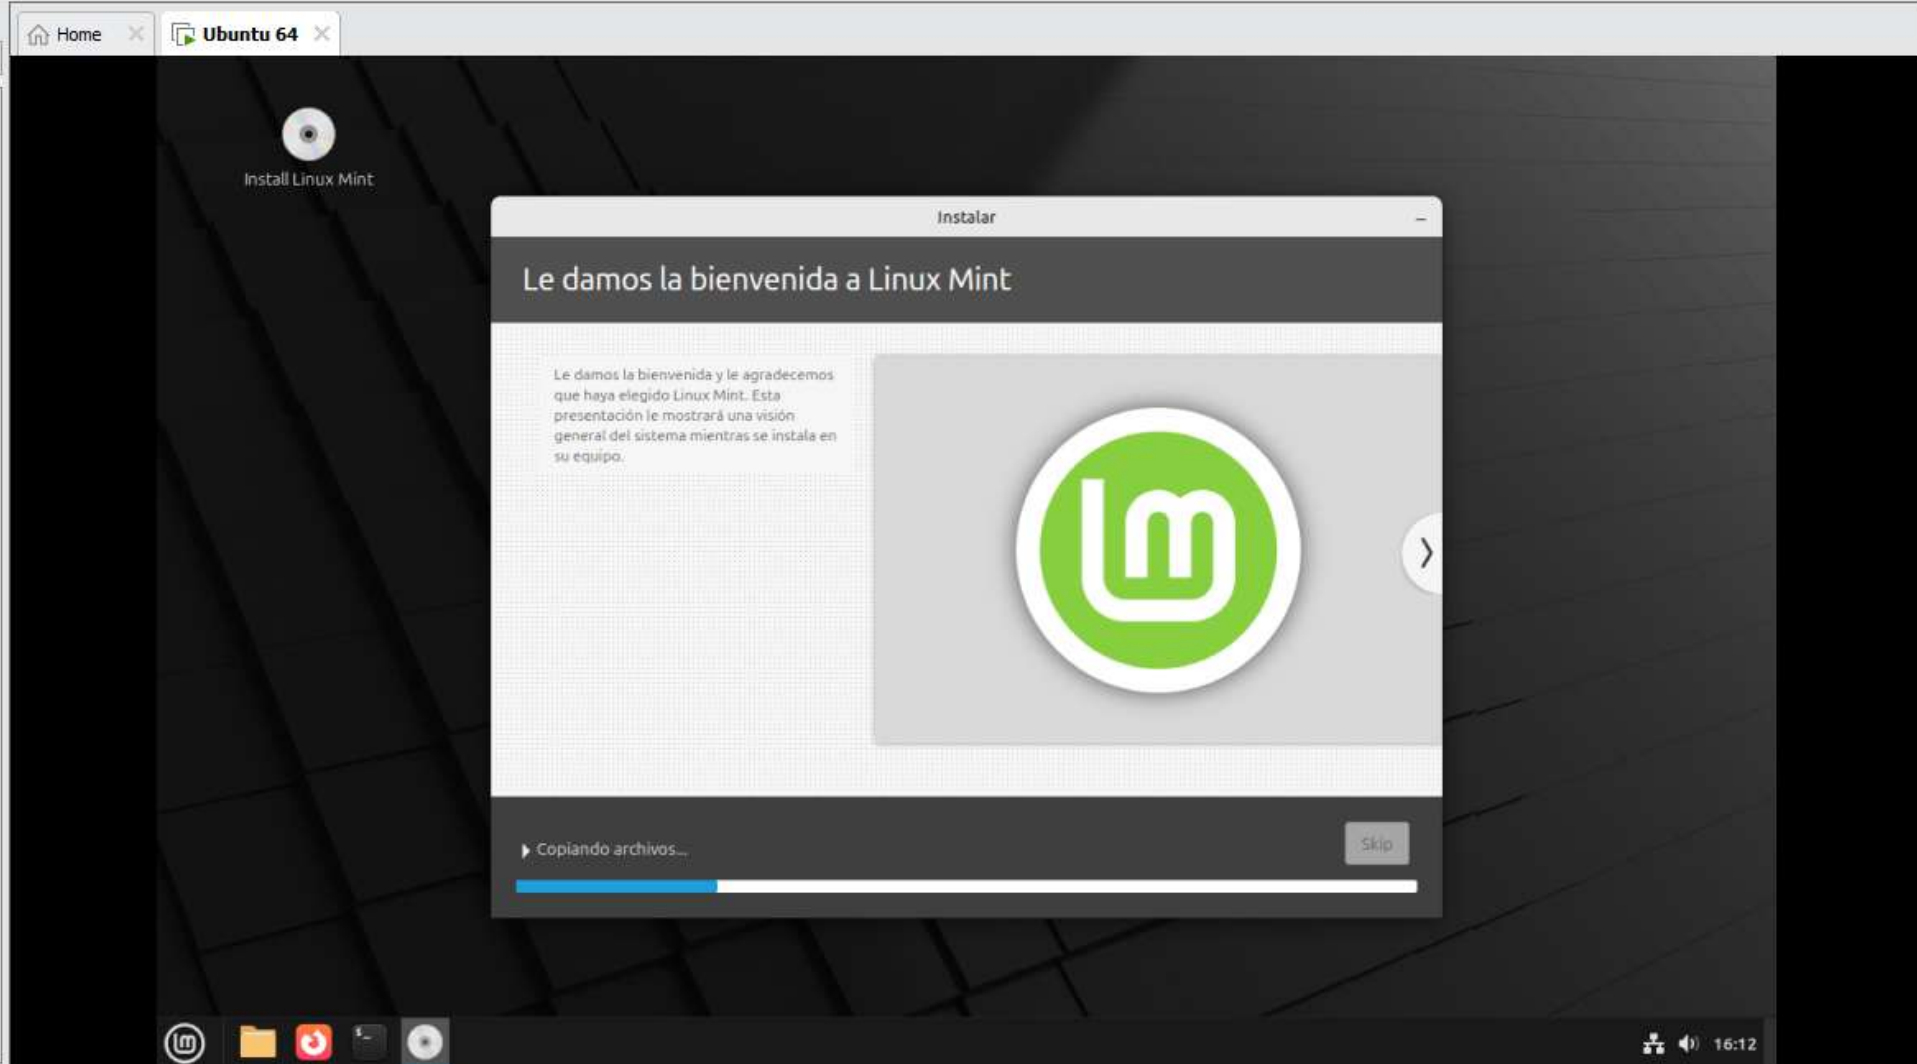 Home
Ubuntu 64
Install Linux Mint
Instalar
Le damos la bienvenida a Linux Mint
Le damos la bienvenida y le agradecemos
que haya elegido Linux Mint. Esta
presentación le mostrará una visión
general del sistema mientras se instala en
su equipo.
Copiando archivos...
Skip
16:12